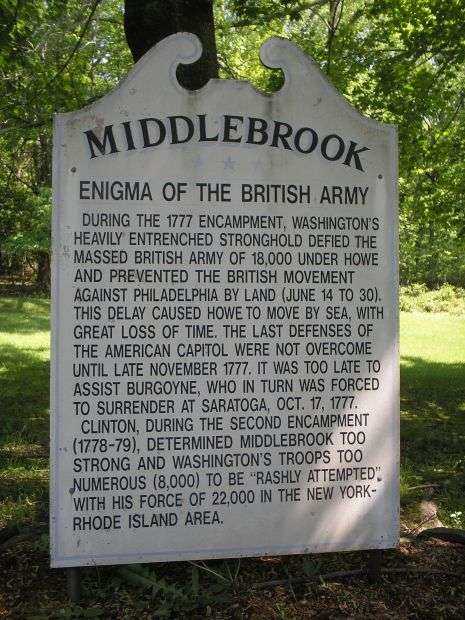 MIDDLEBROOK
ENIGMA OF THE BRITISH ARMY
DURING THE 1777 ENCAMPMENT, WASHINGTON'S
HEAVILY ENTRENCHED STRONGHOLD DEFIED THE
MASSED BRITISH ARMY OF 18,000 UNDER HOWE
AND PREVENTED THE BRITISH MOVEMENT
AGAINST PHILADELPHIA BY LAND (JUNE 14 TO 30).
THIS DELAY CAUSED HOWE TO MOVE BY SEA, WITH
GREAT LOSS OF TIME. THE LAST DEFENSES OF
THE AMERICAN CAPITOL WERE NOT OVERCOME
UNTIL LATE NOVEMBER 1777. IT WAS TOO LATE TO
ASSIST BURGOYNE, WHO IN TURN WAS FORCED
TO SURRENDER AT SARATOGA, OCT. 17, 1777.
CLINTON, DURING THE SECOND ENCAMPMENT
(1778-79), DETERMINED MIDDLEBROOK TOO
STRONG AND WASHINGTON'S TROOPS TOO
NUMEROUS (8,000) TO BE "RASHLY ATTEMPTED"
WITH HIS FORCE OF 22,000 IN THE NEW YORK-
RHODE ISLAND AREA.